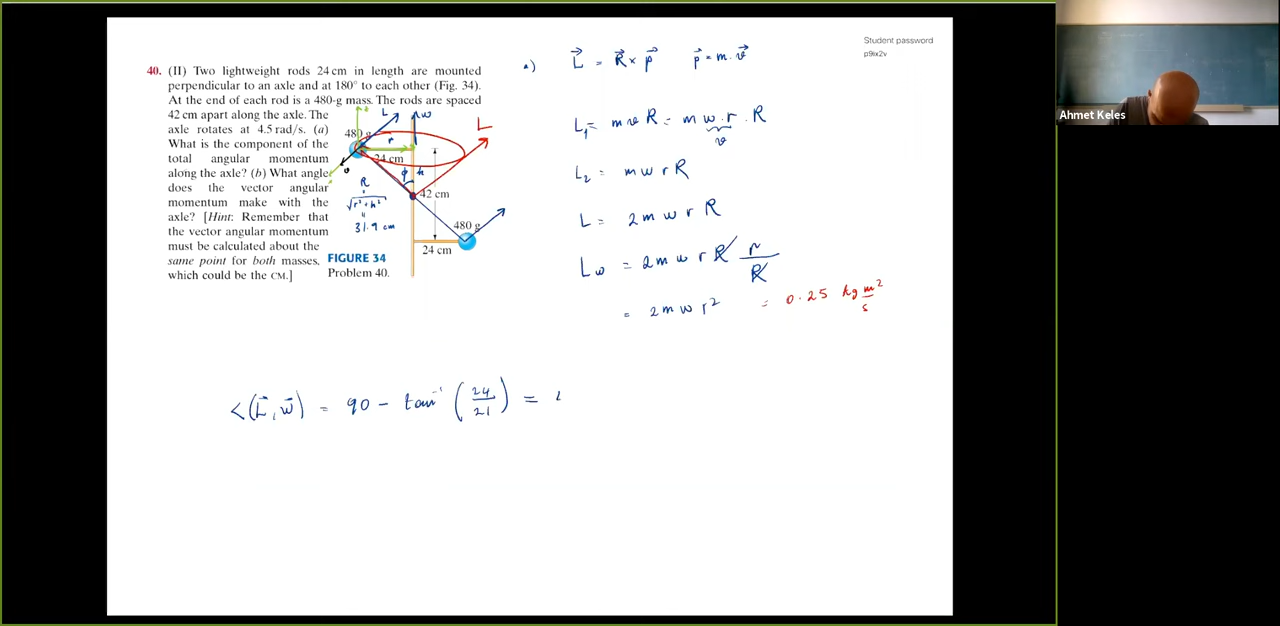 Student password
p9ix2v
40. (II) Two lightweight rods 24 cm in length are mounted
perpendicular to an axle and at 180° to each other (Fig. 34).
At the end of each rod is a 480-g mass. The rods are spaced
42 cm apart along the axle. The
axle rotates at 4.5 rad/s. (a)
What is the component of the
total angular momentum
along the axle? (b) What angle
does the vector angular
momentum make with the
axle? [Hint: Remember that
the vector angular momentum
must be calculated about the
same point for both masses,
which could be the CM.]
480 g
L
w
L
r
24 cm
ϕ
h
R
√r²+h²
"
31.9 cm
42 cm
480 g
24 cm
FIGURE 34
Problem 40.
a) L⃗ = R⃗ × p⃗ p⃗ = m.v⃗
L₁ = m v R = m w . r . R
v
L₂ = m w r R
L = 2 m w r R
L_w = 2 m w r R r/R
= 2 m w r² = 0.25 kg m²/s
<(L⃗, w⃗) = 90 - tan⁻¹ (24/21) =
Ahmet Keles